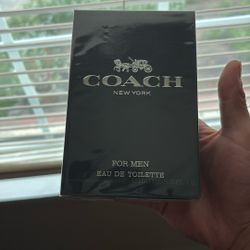 COACH
NEW YORK
FOR MEN
EAU DE TOILETTE